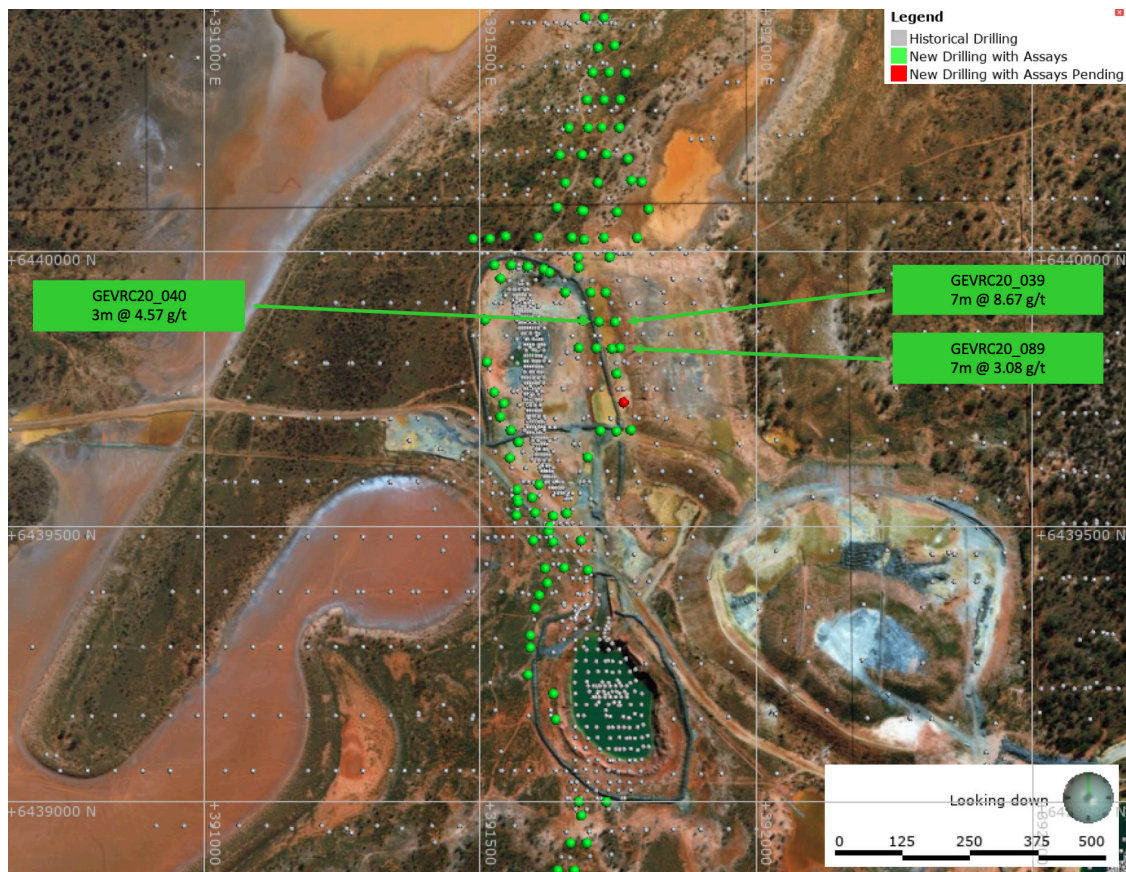 Legend
Historical Drilling
New Drilling with Assays
New Drilling with Assays Pending
391000 E
391500 E
392000 E
+6440000 N
+6440000 N
GEVRC20_040
3m @ 4.57 g/t
GEVRC20_039
7m @ 8.67 g/t
GEVRC20_089
7m @ 3.08 g/t
+6439500 N
+6439500 N
+6439000 N
+6439000 N
391000
391500
392000
Looking down
0 125 250 375 500